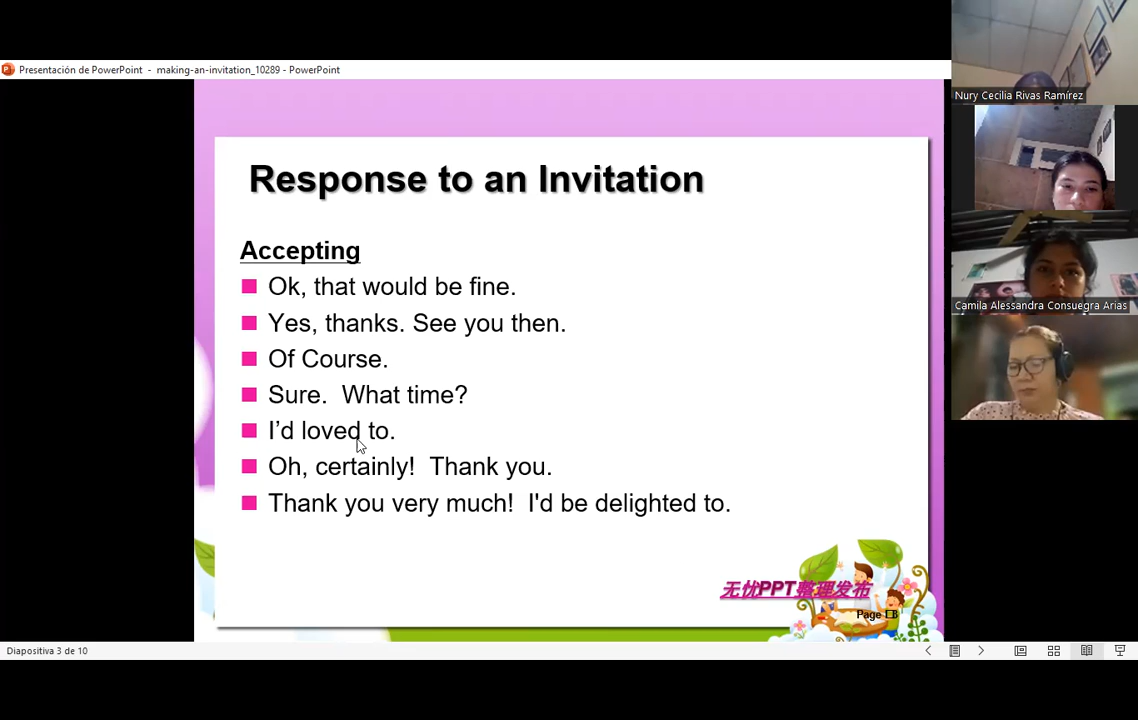 Presentación de PowerPoint - making-an-invitation_10289 - PowerPoint
Nury Cecilia Rivas Ramírez
Response to an Invitation
Accepting
Ok, that would be fine.
Yes, thanks. See you then.
Of Course.
Sure. What time?
I'd loved to.
Oh, certainly! Thank you.
Thank you very much! I'd be delighted to.
Camila Alessandra Consuegra Arias
无忧PPT整理发布
Page
Diapositiva 3 de 10